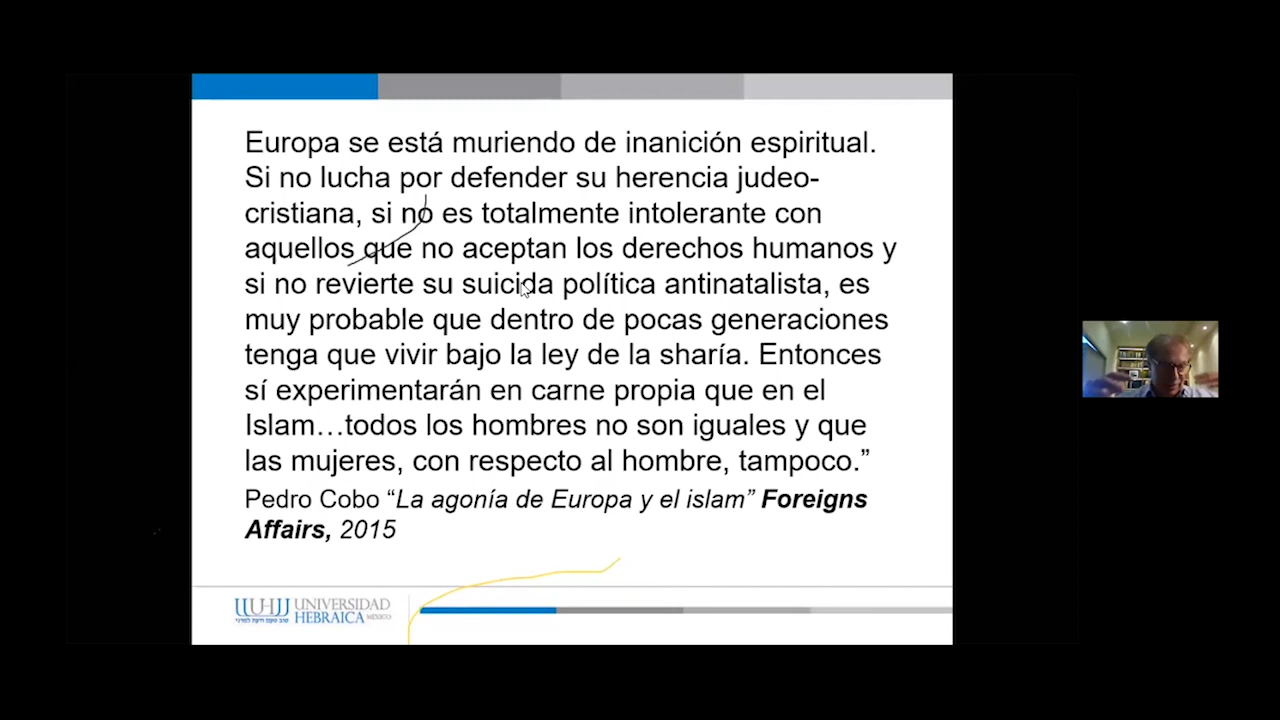 Europa se está muriendo de inanición espiritual.
Si no lucha por defender su herencia judeo-
cristiana, si no es totalmente intolerante con
aquellos que no aceptan los derechos humanos y
si no revierte su suicida política antinatalista, es
muy probable que dentro de pocas generaciones
tenga que vivir bajo la ley de la sharía. Entonces
sí experimentarán en carne propia que en el
Islam…todos los hombres no son iguales y que
las mujeres, con respecto al hombre, tampoco.”
Pedro Cobo “La agonía de Europa y el islam” Foreigns
Affairs, 2015
UHJJ UNIVERSIDAD
HEBRAICA MÉXICO